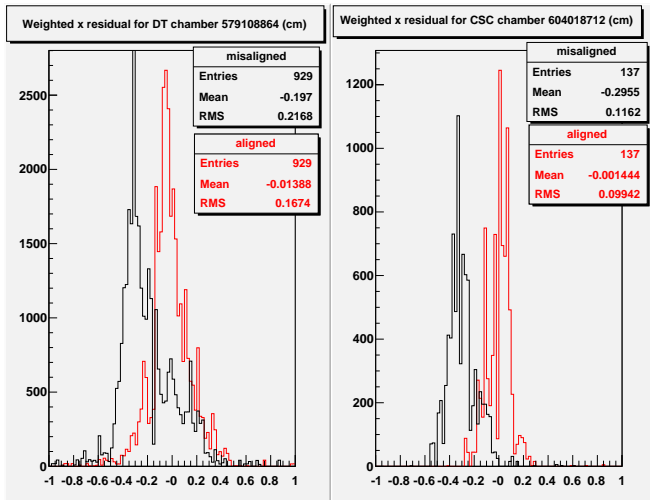 Weighted x residual for DT chamber 579108864 (cm)
misaligned
Entries 929
Mean -0.197
RMS 0.2168
aligned
Entries 929
Mean -0.01388
RMS 0.1674
2500
2000
1500
1000
500
0
-1 -0.8 -0.6 -0.4 -0.2 -0 0.2 0.4 0.6 0.8 1
Weighted x residual for CSC chamber 604018712 (cm)
misaligned
Entries 137
Mean -0.2955
RMS 0.1162
aligned
Entries 137
Mean -0.001444
RMS 0.09942
1200
1000
800
600
400
200
0
-1 -0.8 -0.6 -0.4 -0.2 -0 0.2 0.4 0.6 0.8 1